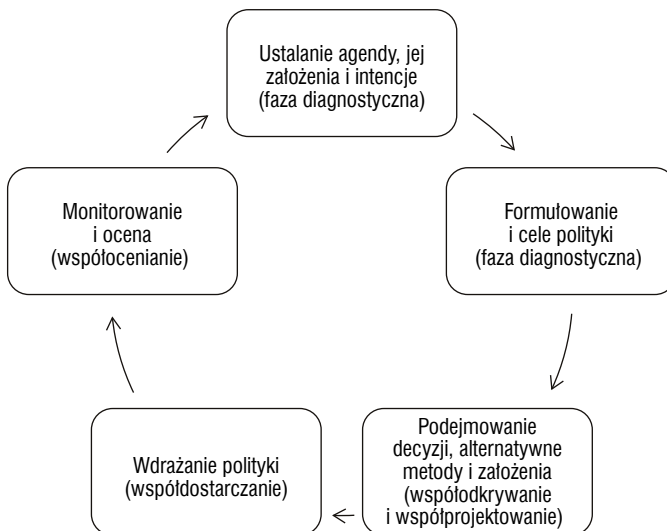 Ustalanie agendy, jej
założenia i intencje
(faza diagnostyczna)
Formułowanie
i cele polityki
(faza diagnostyczna)
Podejmowanie
decyzji, alternatywne
metody i założenia
(współodkrywanie
i współprojektowanie)
Wdrażanie polityki
(współdostarczanie)
Monitorowanie
i ocena
(współocenianie)